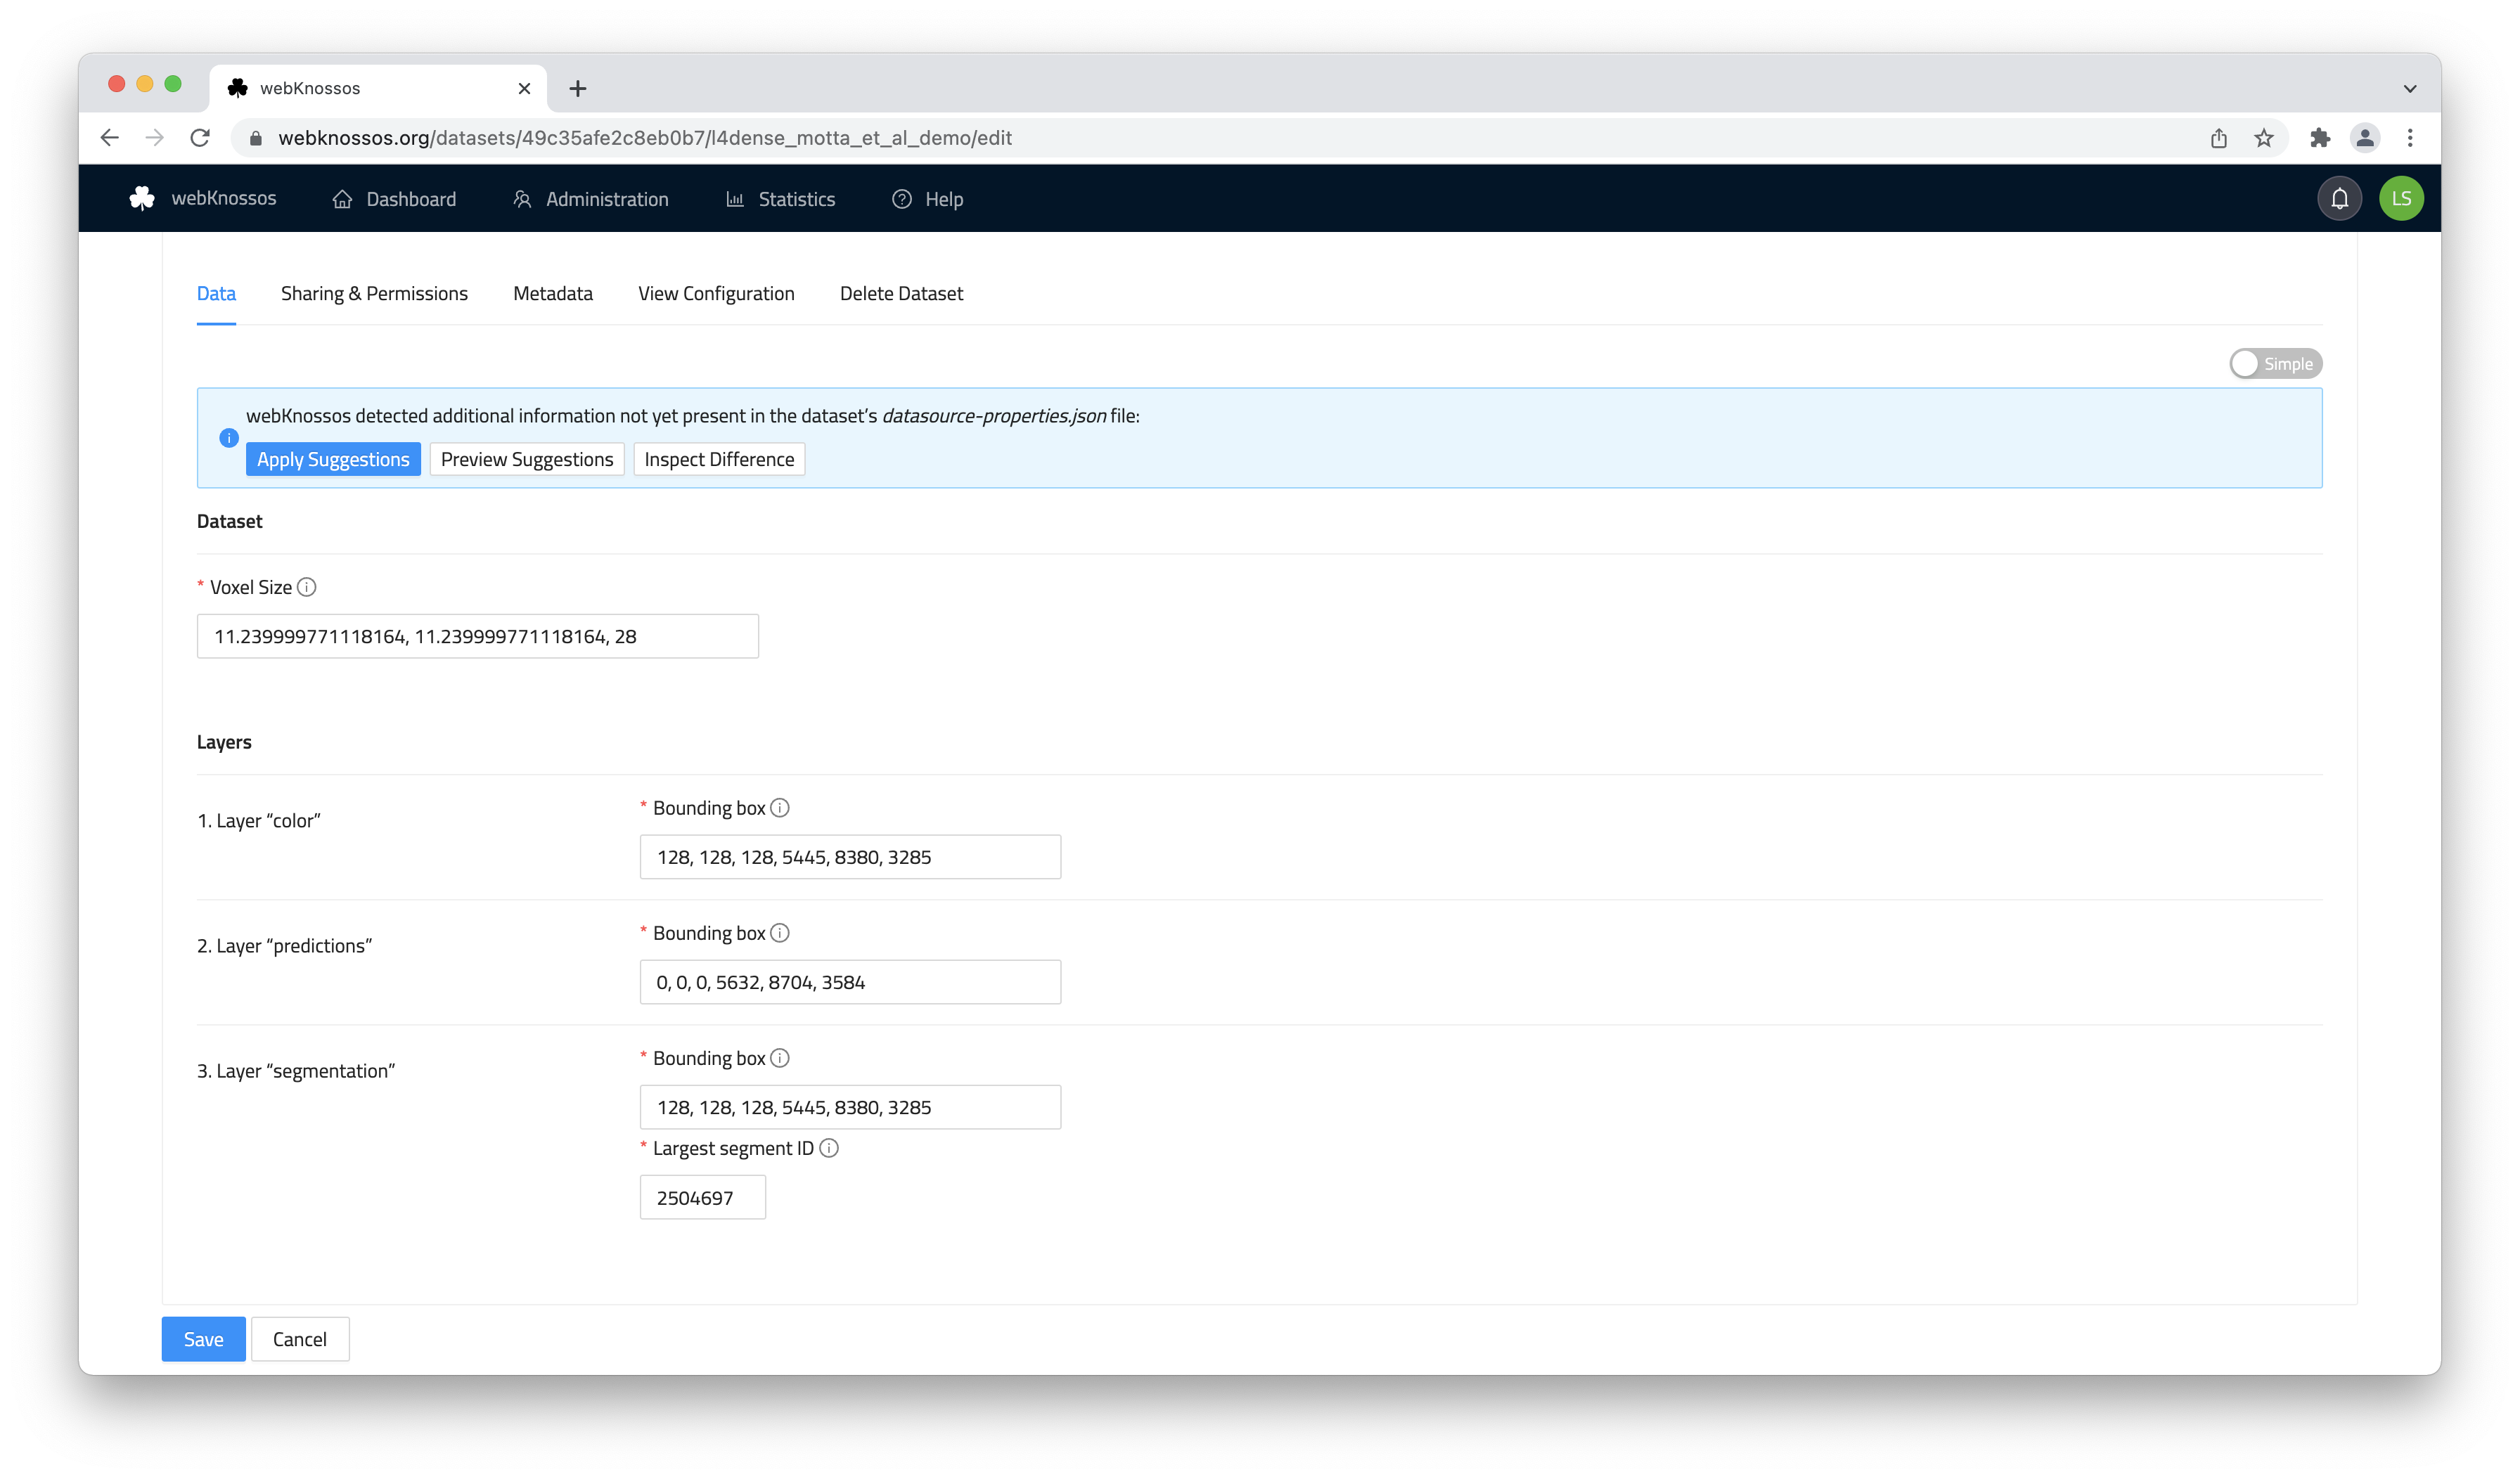 webKnossos
webknossos.org/datasets/49c35afe2c8eb0b7/l4dense_motta_et_al_demo/edit
webKnossos Dashboard Administration Statistics Help LS
Data Sharing & Permissions Metadata View Configuration Delete Dataset
Simple
webKnossos detected additional information not yet present in the dataset’s datasource-properties.json file:
Apply Suggestions Preview Suggestions Inspect Difference
Dataset
* Voxel Size
11.239999771118164, 11.239999771118164, 28
Layers
1. Layer “color”
* Bounding box
128, 128, 128, 5445, 8380, 3285
2. Layer “predictions”
* Bounding box
0, 0, 0, 5632, 8704, 3584
3. Layer “segmentation”
* Bounding box
128, 128, 128, 5445, 8380, 3285
* Largest segment ID
2504697
Save Cancel